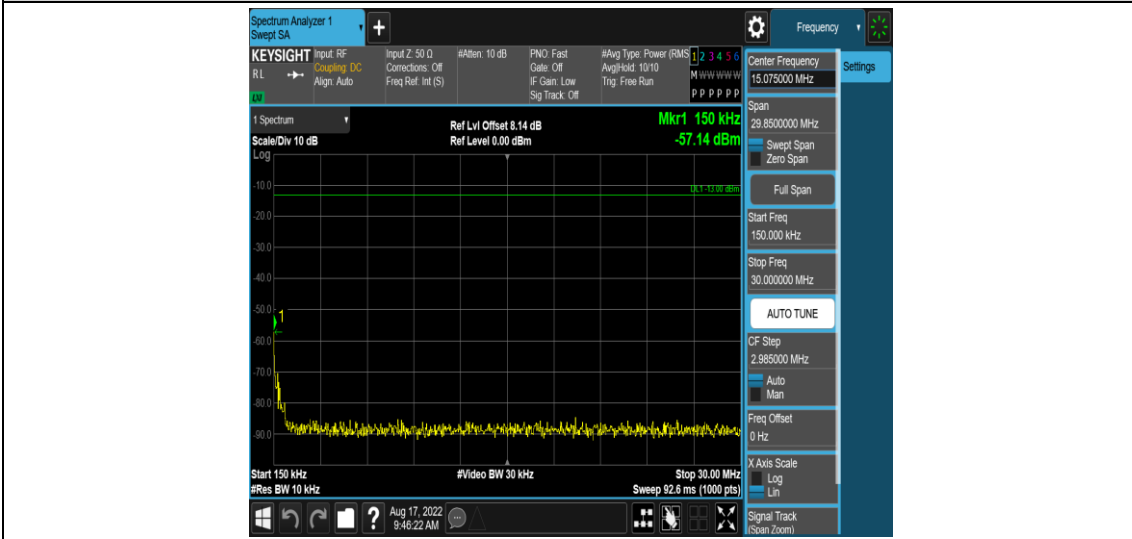 Spectrum Analyzer 1
Swept SA
+
Frequency
KEYSIGHT
RL
LM
Input: RF
Coupling: DC
Align: Auto
Input Z: 50 Ω
Corrections: Off
Freq Ref: Int (S)
#Atten: 10 dB
PNO: Fast
Gate: Off
IF Gain: Low
Sig Track: Off
#Avg Type: Power (RMS
Avg|Hold: 10/10
Trig: Free Run
1 2 3 4 5 6
M W W W W W
P P P P P P
1 Spectrum
Scale/Div 10 dB
Log
Ref Lvl Offset 8.14 dB
Ref Level 0.00 dBm
Mkr1 150 kHz
-57.14 dBm
DL1 -13.00 dBm
-10.0
-20.0
-30.0
-40.0
-50.0
1
-60.0
-70.0
-80.0
-90.0
Start 150 kHz
#Res BW 10 kHz
#Video BW 30 kHz
Stop 30.00 MHz
Sweep 92.6 ms (1000 pts)
?
Aug 17, 2022
9:46:22 AM
Center Frequency
15.075000 MHz
Settings
Span
29.8500000 MHz
Swept Span
Zero Span
Full Span
Start Freq
150.000 kHz
Stop Freq
30.000000 MHz
AUTO TUNE
CF Step
2.985000 MHz
Auto
Man
Freq Offset
0 Hz
X Axis Scale
Log
Lin
Signal Track
(Span Zoom)